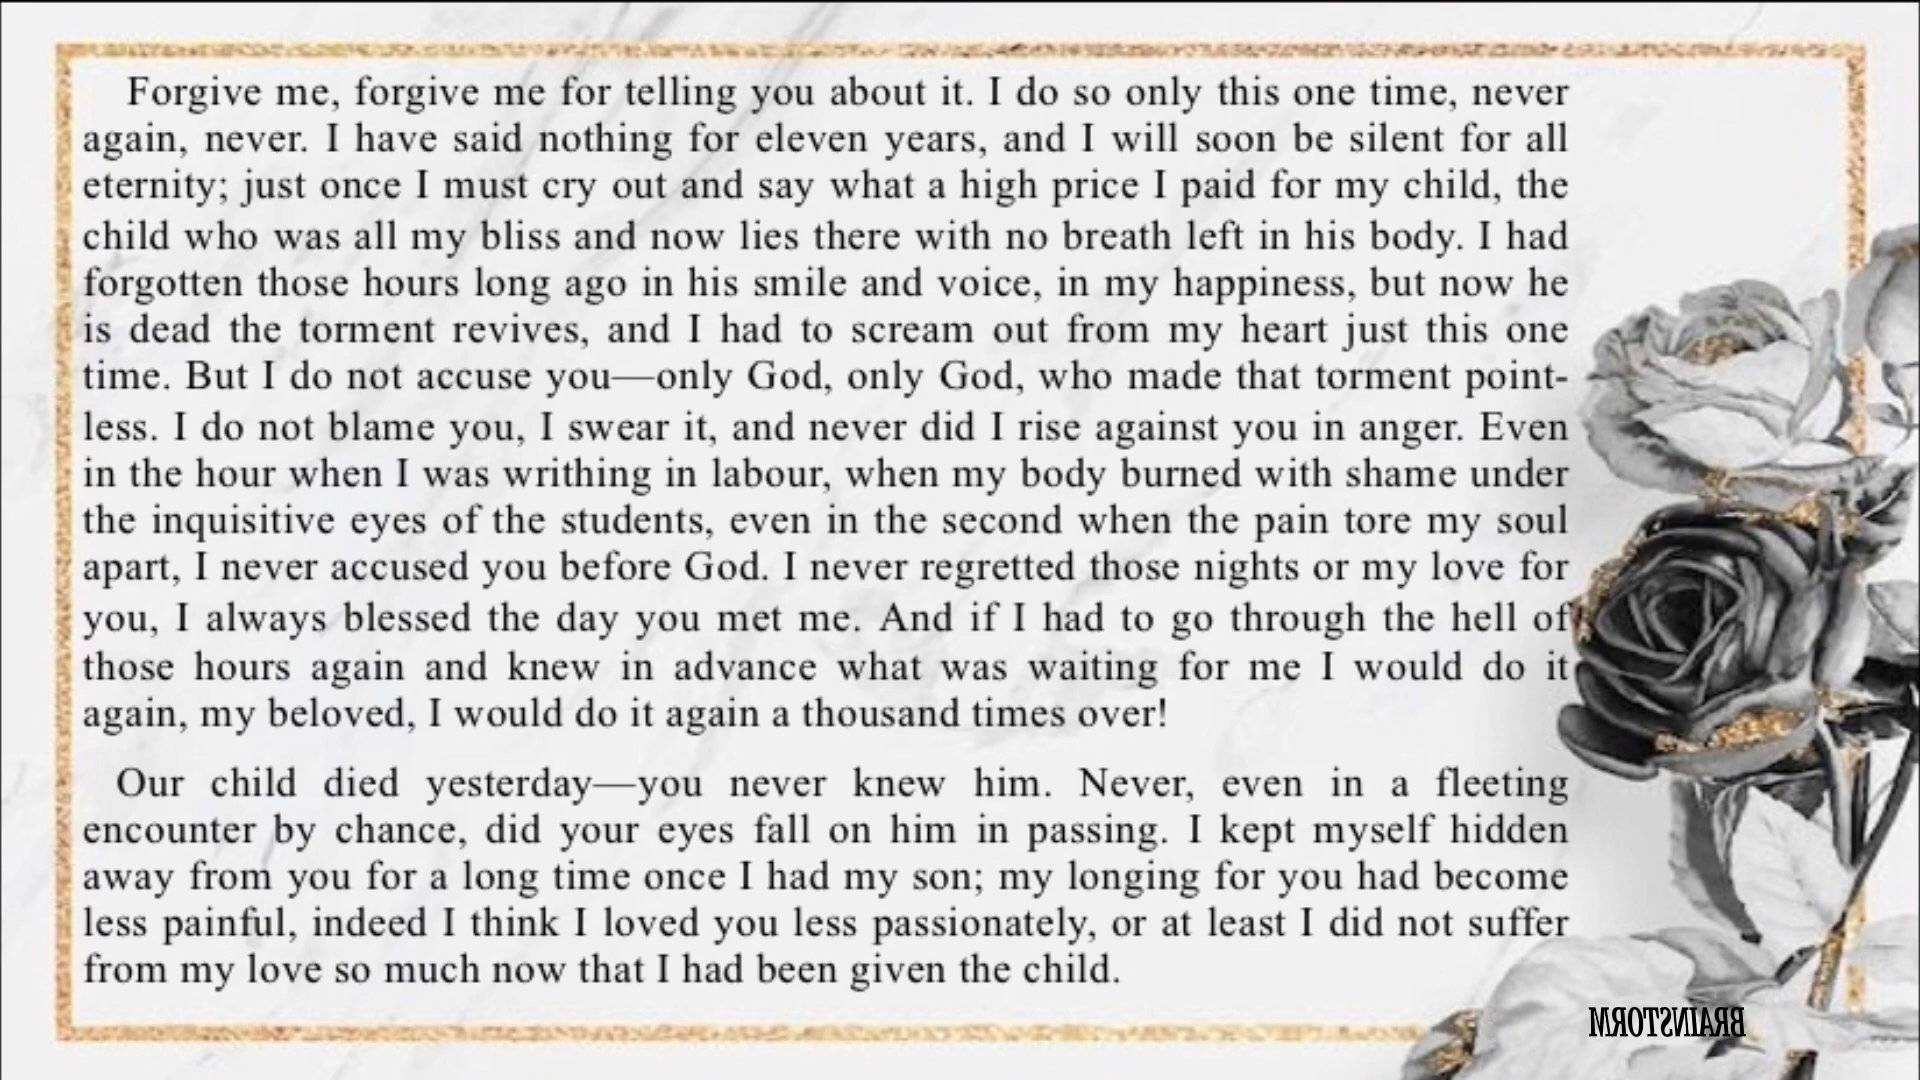 Forgive me, forgive me for telling you about it. I do so only this one time, never
again, never. I have said nothing for eleven years, and I will soon be silent for all
eternity; just once I must cry out and say what a high price I paid for my child, the
child who was all my bliss and now lies there with no breath left in his body. I had
forgotten those hours long ago in his smile and voice, in my happiness, but now he
is dead the torment revives, and I had to scream out from my heart just this one
time. But I do not accuse you—only God, only God, who made that torment point-
less. I do not blame you, I swear it, and never did I rise against you in anger. Even
in the hour when I was writhing in labour, when my body burned with shame under
the inquisitive eyes of the students, even in the second when the pain tore my soul
apart, I never accused you before God. I never regretted those nights or my love for
you, I always blessed the day you met me. And if I had to go through the hell of
those hours again and knew in advance what was waiting for me I would do it
again, my beloved, I would do it again a thousand times over!
Our child died yesterday—you never knew him. Never, even in a fleeting
encounter by chance, did your eyes fall on him in passing. I kept myself hidden
away from you for a long time once I had my son; my longing for you had become
less painful, indeed I think I loved you less passionately, or at least I did not suffer
from my love so much now that I had been given the child.
BRAINSTORM